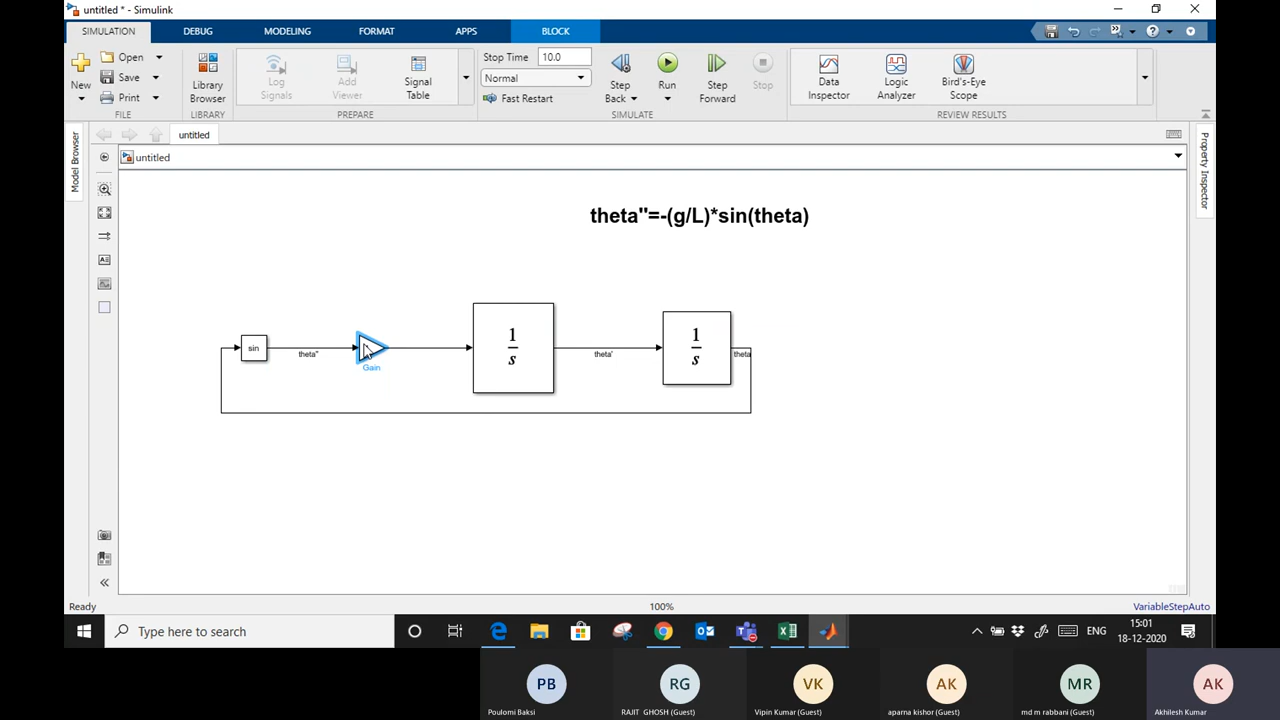 untitled * - Simulink
SIMULATION DEBUG MODELING FORMAT APPS BLOCK
New
Open
Save
Print
FILE
Library
Browser
LIBRARY
Log
Signals
Add
Viewer
Signal
Table
PREPARE
Stop Time 10.0
Normal
Fast Restart
Step
Back
Run
Step
Forward
Stop
SIMULATE
Data
Inspector
Logic
Analyzer
Bird's-Eye
Scope
REVIEW RESULTS
untitled
Model Browser
untitled
Property Inspector
theta"=-(g/L)*sin(theta)
sin
theta"
Gain
1
s
theta'
1
s
theta
Ready
100%
VariableStepAuto
Type here to search
ENG
15:01
18-12-2020
PB
RG
VK
AK
MR
AK
Poulomi Baksi
RAJIT GHOSH (Guest)
Vipin Kumar (Guest)
aparna kishor (Guest)
md m rabbani (Guest)
Akhilesh Kumar